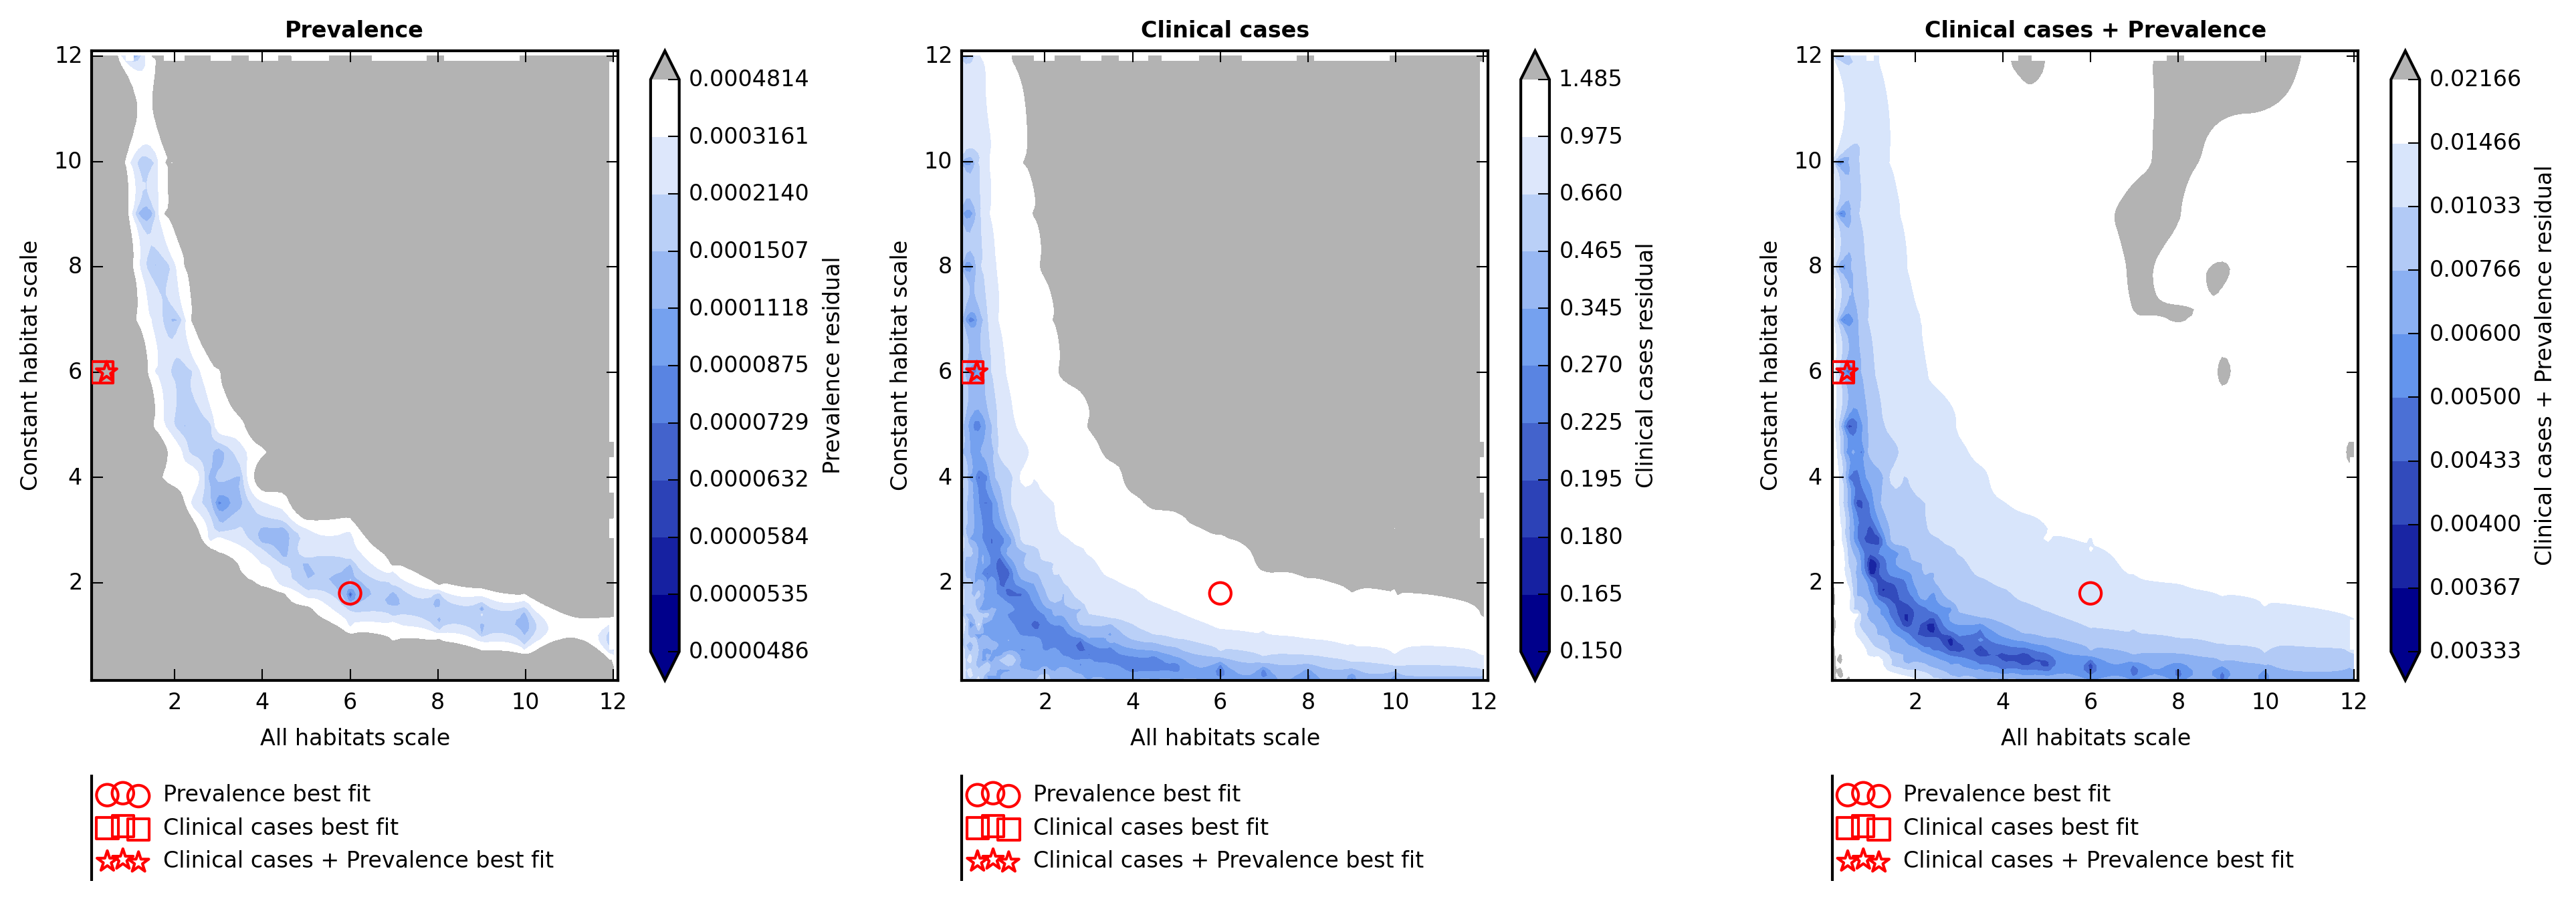 Prevalence
12
10
8
6
4
2
Constant habitat scale
2 4 6 8 10 12
All habitats scale
0.0004814
0.0003161
0.0002140
0.0001507
0.0001118
0.0000875
0.0000729
0.0000632
0.0000584
0.0000535
0.0000486
Prevalence residual
Prevalence best fit
Clinical cases best fit
Clinical cases + Prevalence best fit
Clinical cases
12
10
8
6
4
2
Constant habitat scale
2 4 6 8 10 12
All habitats scale
1.485
0.975
0.660
0.465
0.345
0.270
0.225
0.195
0.180
0.165
0.150
Clinical cases residual
Prevalence best fit
Clinical cases best fit
Clinical cases + Prevalence best fit
Clinical cases + Prevalence
12
10
8
6
4
2
Constant habitat scale
2 4 6 8 10 12
All habitats scale
0.02166
0.01466
0.01033
0.00766
0.00600
0.00500
0.00433
0.00400
0.00367
0.00333
Clinical cases + Prevalence residual
Prevalence best fit
Clinical cases best fit
Clinical cases + Prevalence best fit